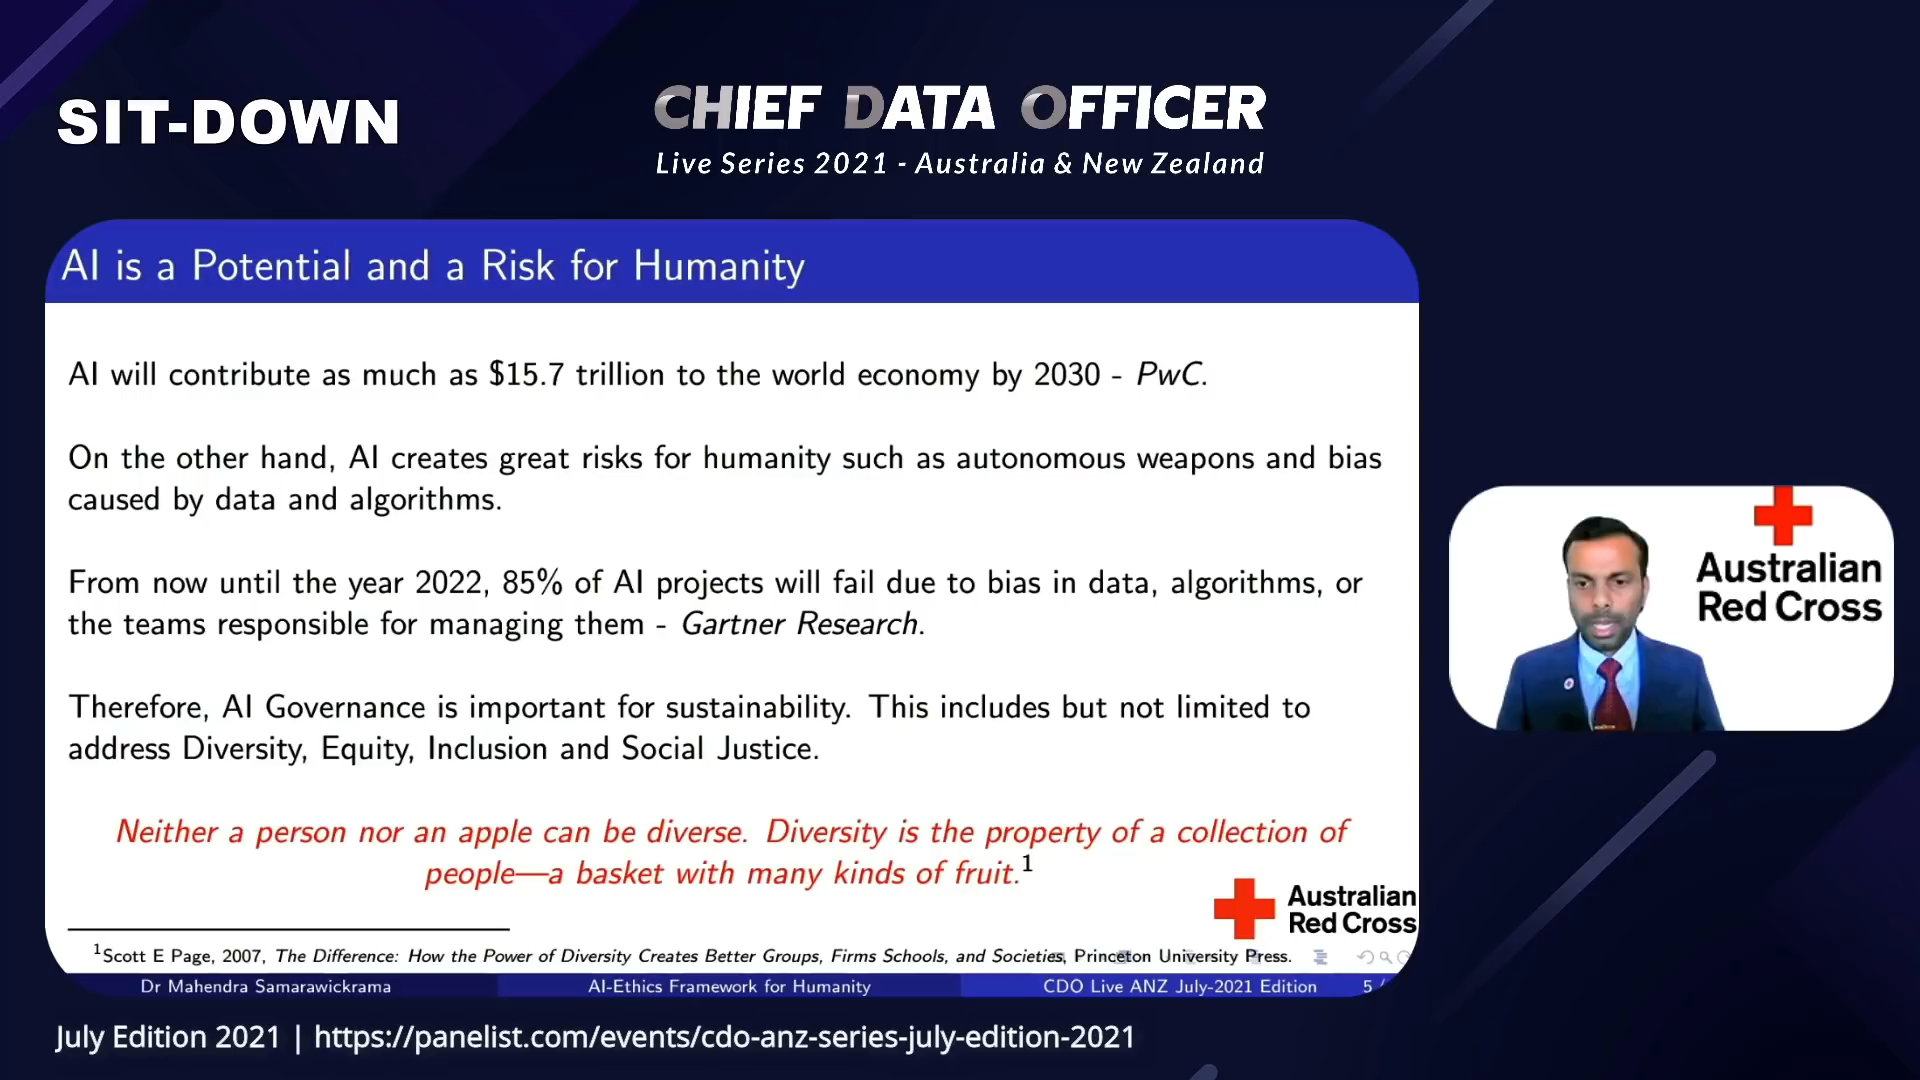 SIT-DOWN
CHIEF DATA OFFICER
Live Series 2021 - Australia & New Zealand
AI is a Potential and a Risk for Humanity
AI will contribute as much as $15.7 trillion to the world economy by 2030 - PwC.
On the other hand, AI creates great risks for humanity such as autonomous weapons and bias
caused by data and algorithms.
From now until the year 2022, 85% of AI projects will fail due to bias in data, algorithms, or
the teams responsible for managing them - Gartner Research.
Therefore, AI Governance is important for sustainability. This includes but not limited to
address Diversity, Equity, Inclusion and Social Justice.
Neither a person nor an apple can be diverse. Diversity is the property of a collection of
people—a basket with many kinds of fruit.¹
Australian
Red Cross
¹Scott E Page, 2007, The Difference: How the Power of Diversity Creates Better Groups, Firms Schools, and Societies, Princeton University Press.
Dr Mahendra Samarawickrama AI-Ethics Framework for Humanity CDO Live ANZ July-2021 Edition 5 /
Australian
Red Cross
July Edition 2021 | https://panelist.com/events/cdo-anz-series-july-edition-2021